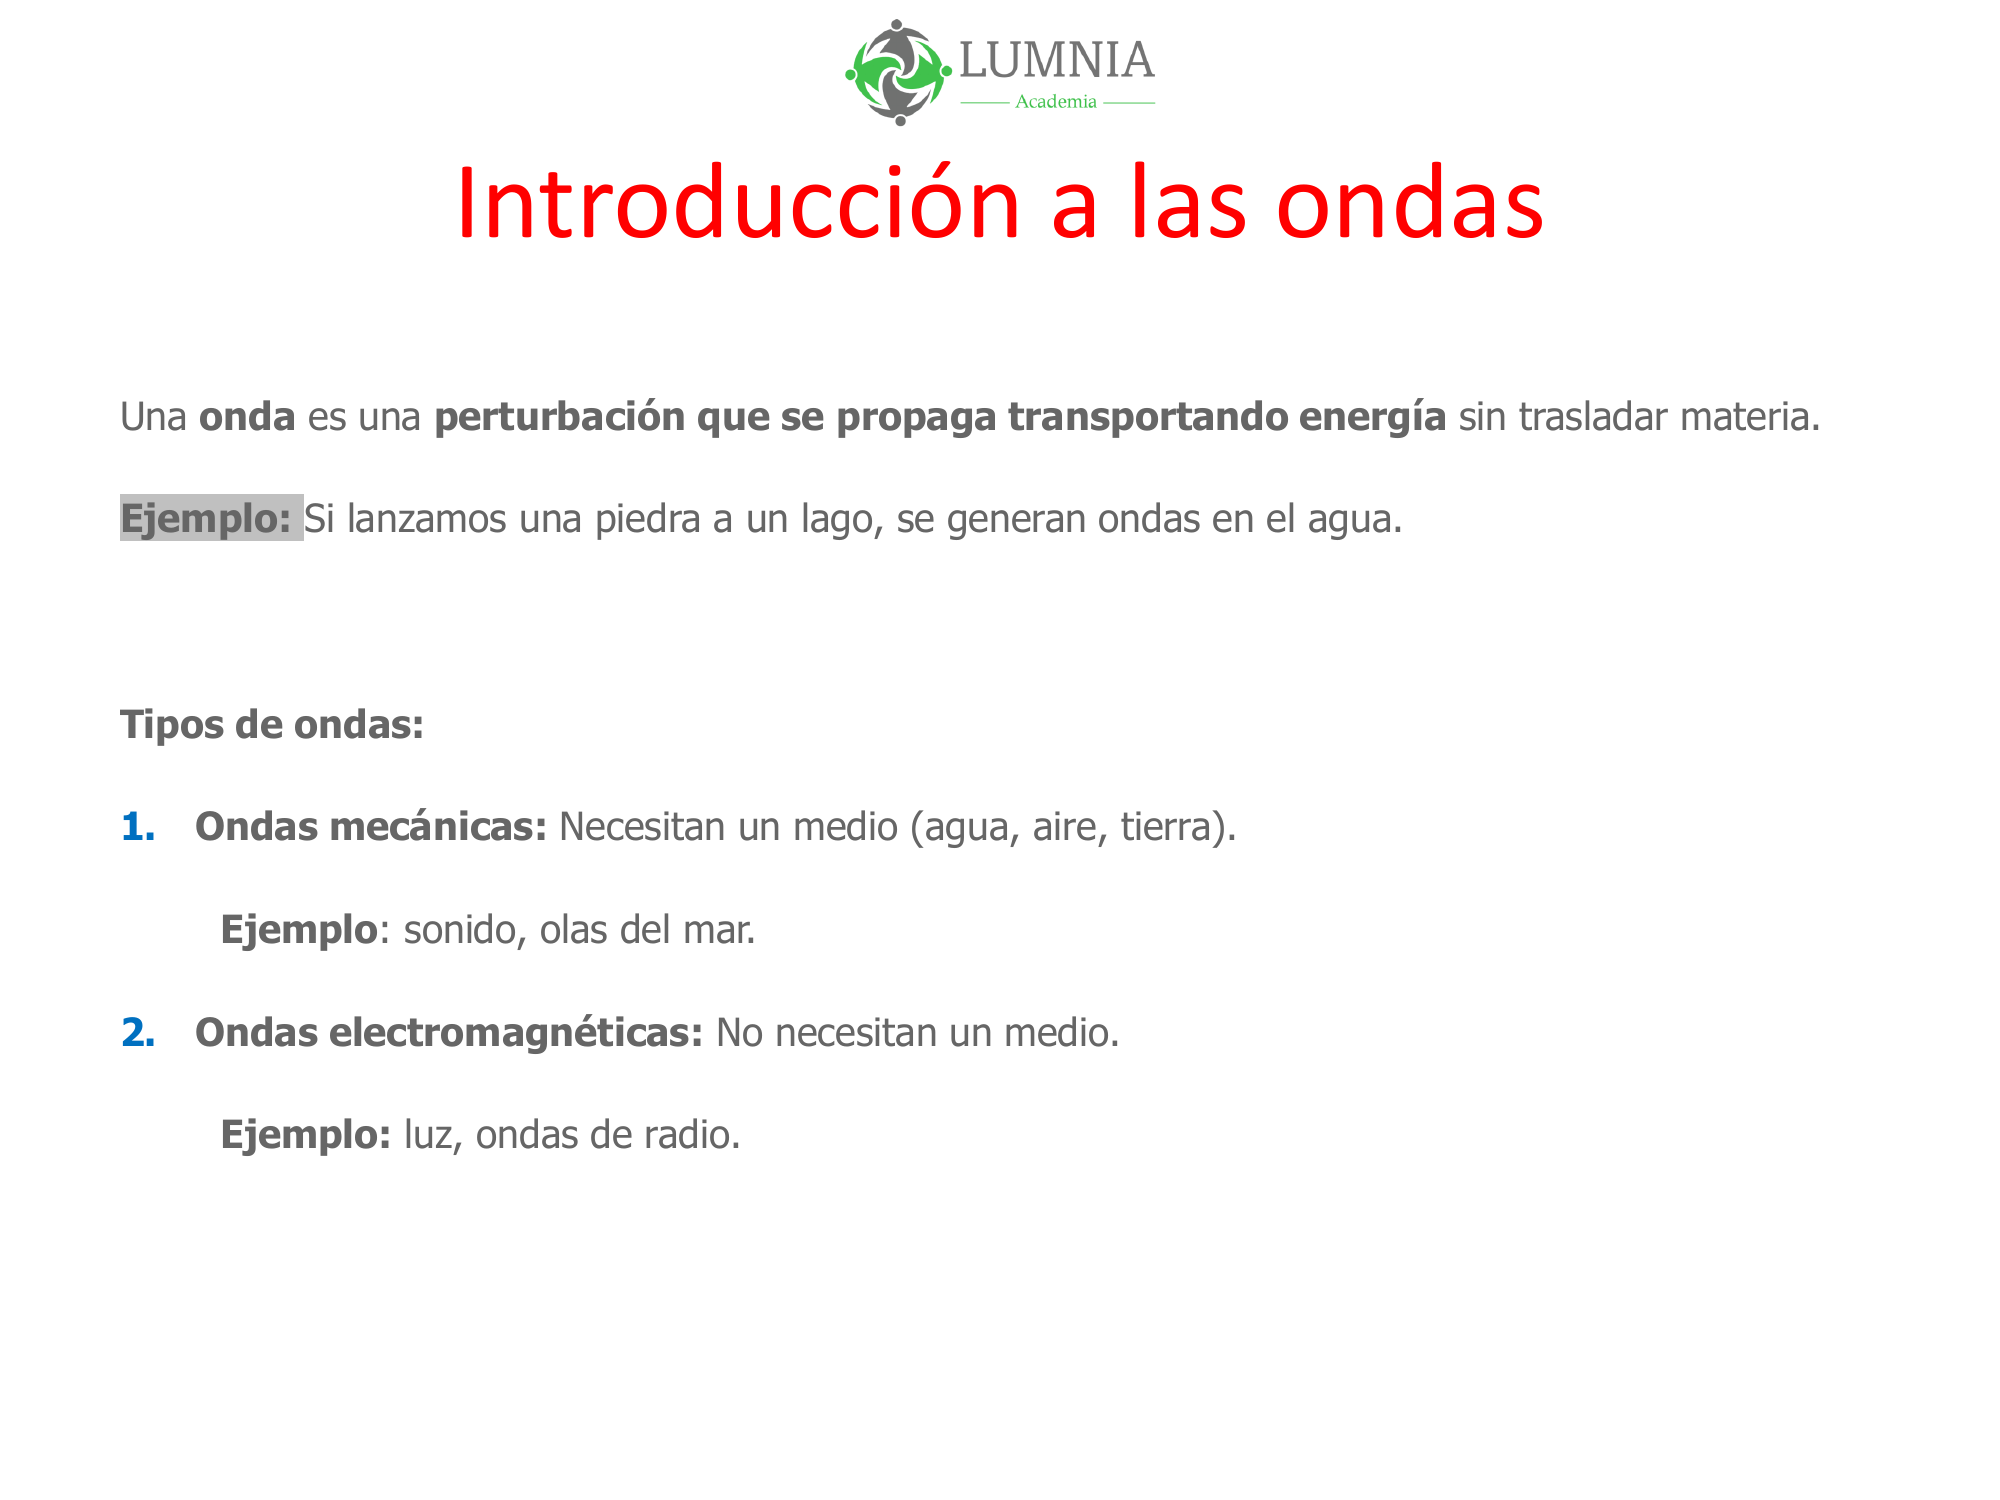 LUMNIA
Academia
Introducción a las ondas
Una onda es una perturbación que se propaga transportando energía sin trasladar materia.
Ejemplo: Si lanzamos una piedra a un lago, se generan ondas en el agua.
Tipos de ondas:
1. Ondas mecánicas: Necesitan un medio (agua, aire, tierra).
Ejemplo: sonido, olas del mar.
2. Ondas electromagnéticas: No necesitan un medio.
Ejemplo: luz, ondas de radio.